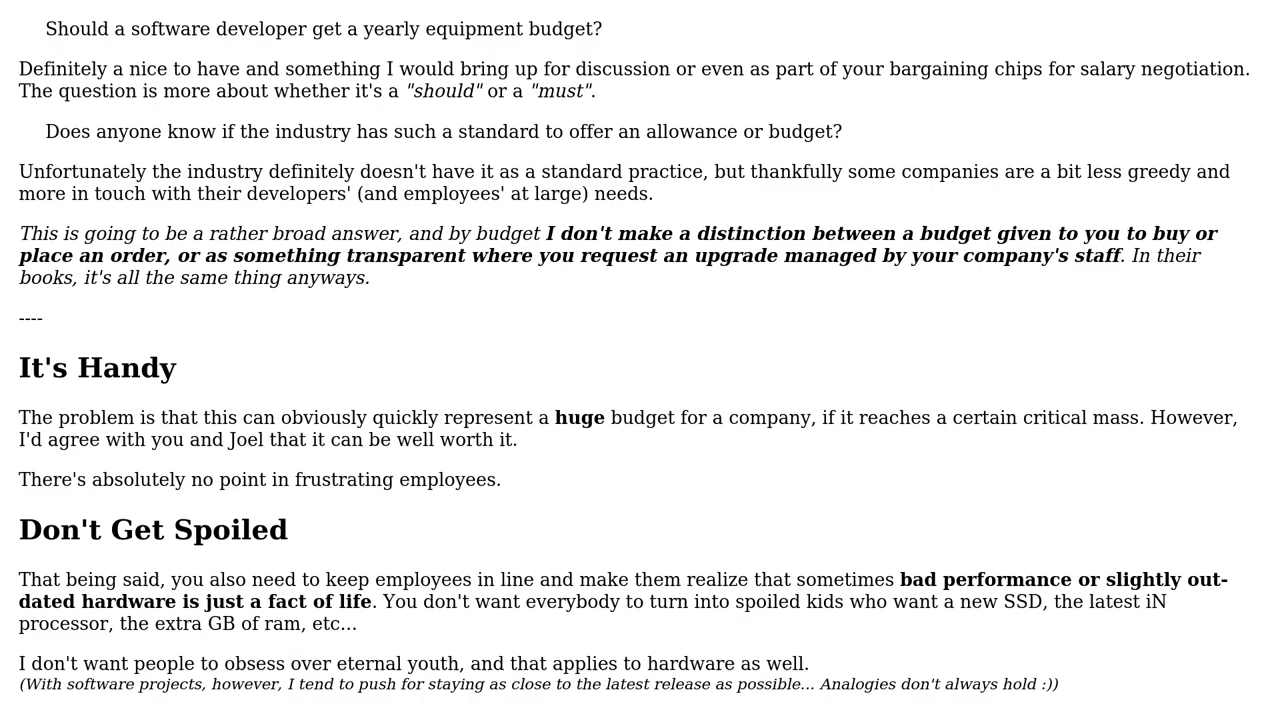 Should a software developer get a yearly equipment budget?
Definitely a nice to have and something I would bring up for discussion or even as part of your bargaining chips for salary negotiation.
The question is more about whether it's a "should" or a "must".
Does anyone know if the industry has such a standard to offer an allowance or budget?
Unfortunately the industry definitely doesn't have it as a standard practice, but thankfully some companies are a bit less greedy and
more in touch with their developers' (and employees' at large) needs.
This is going to be a rather broad answer, and by budget I don't make a distinction between a budget given to you to buy or
place an order, or as something transparent where you request an upgrade managed by your company's staff. In their
books, it's all the same thing anyways.
----
It's Handy
The problem is that this can obviously quickly represent a huge budget for a company, if it reaches a certain critical mass. However,
I'd agree with you and Joel that it can be well worth it.
There's absolutely no point in frustrating employees.
Don't Get Spoiled
That being said, you also need to keep employees in line and make them realize that sometimes bad performance or slightly out-
dated hardware is just a fact of life. You don't want everybody to turn into spoiled kids who want a new SSD, the latest iN
processor, the extra GB of ram, etc...
I don't want people to obsess over eternal youth, and that applies to hardware as well.
(With software projects, however, I tend to push for staying as close to the latest release as possible... Analogies don't always hold :))